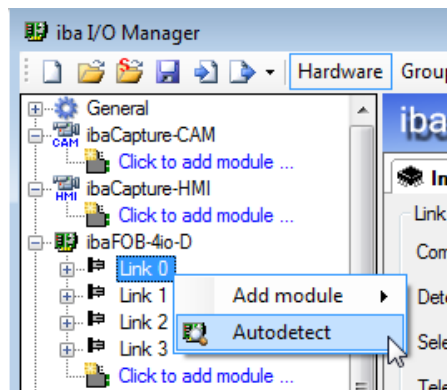 iba I/O Manager
Hardware Group
General
iba
CAM ibaCapture-CAM
Click to add module ...
HMI ibaCapture-HMI
Click to add module ...
ibaFOB-4io-D
Link 0
Link 1
Link 2
Link 3
Click to add module ...
Add module
Autodetect
In
Link
Com
Dete
Sele
Tele